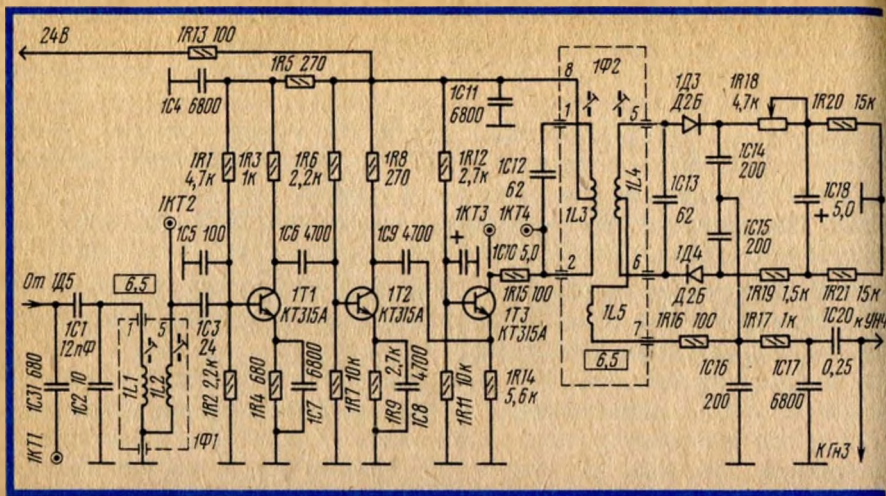 24В
1R13 100
1R5 270
1C4 6800
1C11
6800
8
1Ф2
1
5
1Д3
Д2Б
1R18
4,7к
1R20
15к
1R1
4,7к
1R3
1к
1R6
2,2к
1R8
270
1R12
2,7к
1C12
62
1L3
1L4
1C13
62
1C14
200
1C18
+ 5,0
1КТ2
1КТ3
1КТ4
+
1C5 100
1C6 4700
1C9 4700
1C10 5,0
1C15
200
От 1Д5
6,5
2
6
1Д4
Д2Б
1R19 1,5к
1R21
15к
1C1
12пФ
1
5
1C3
24
1T1
КТ315А
1T2
КТ315А
1R15 100
1T3
КТ315А
1L5
7
1R16 100
1R17 1к
1C20
0,25
кУНЧ
1C31 680
1C2 10
1L1
1L2
1R2 2,2к
1R4 680
1C7
6800
1R7 10к
1R9
2,7к
1C8
4700
1R11 10к
1R14
5,6к
6,5
1C16
200
1C17
6800
1КТ1
1Ф1
К Гн3